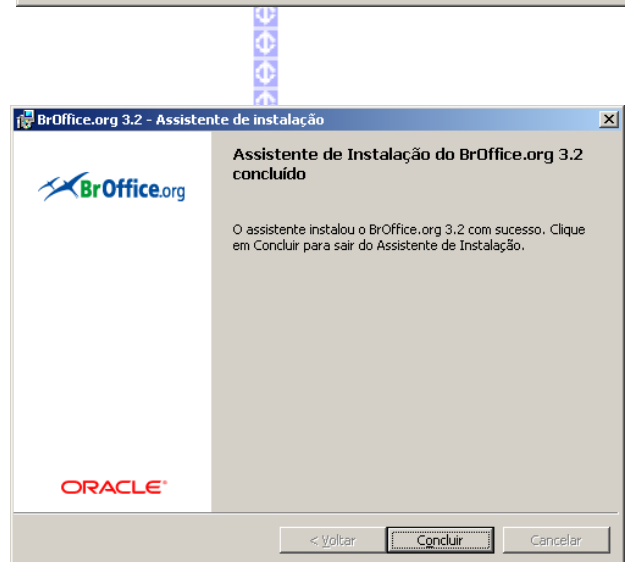 BrOffice.org 3.2 - Assistente de instalação
Assistente de Instalação do BrOffice.org 3.2
concluído
BrOffice.org
O assistente instalou o BrOffice.org 3.2 com sucesso. Clique
em Concluir para sair do Assistente de Instalação.
ORACLE®
< Voltar
Concluir
Cancelar